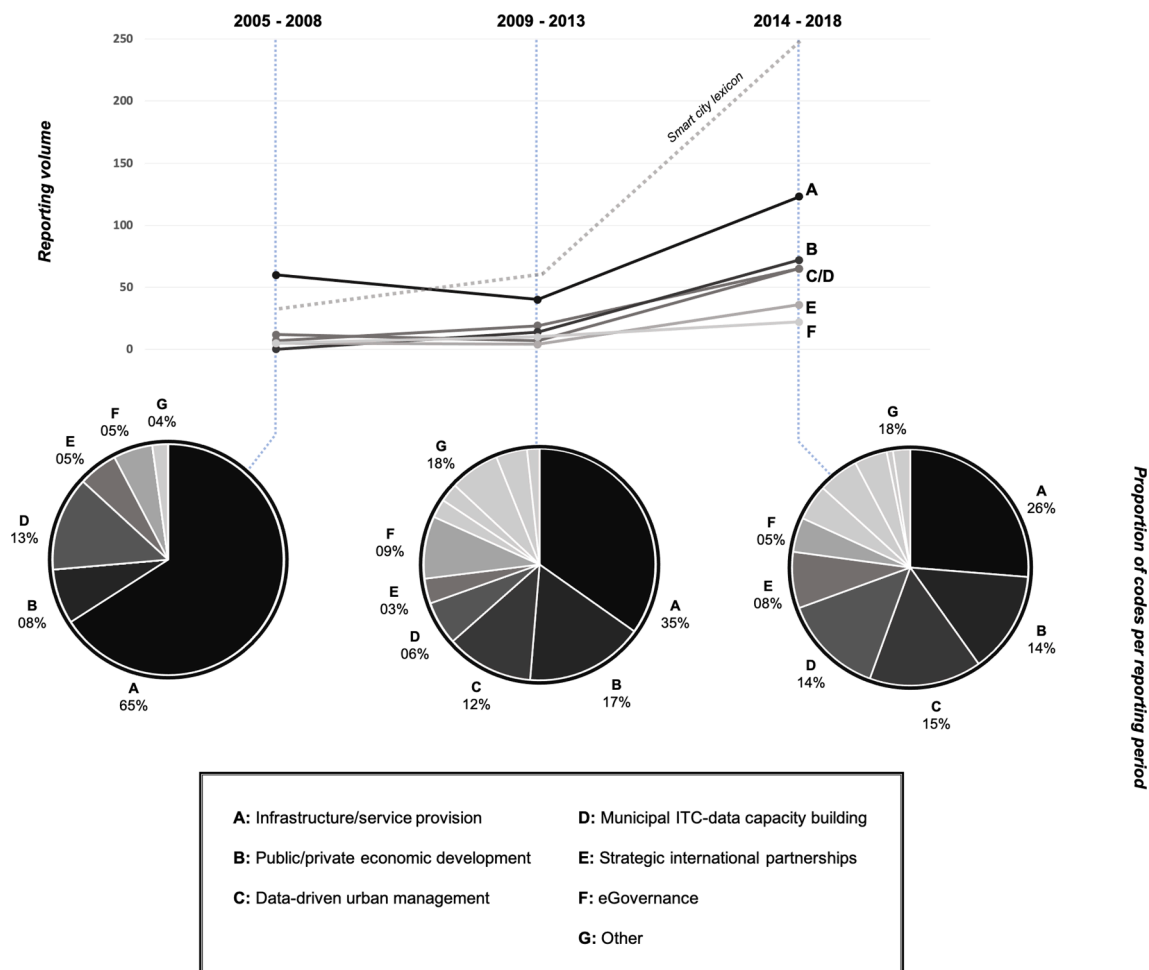 2005 - 2008
2009 - 2013
2014 - 2018
250
200
150
100
50
0
Reporting volume
Smart city lexicon
A
B
C/D
E
F
G
04%
F
05%
E
05%
D
13%
B
08%
A
65%
G
18%
F
09%
E
03%
D
06%
C
12%
B
17%
A
35%
G
18%
F
05%
E
08%
D
14%
C
15%
B
14%
A
26%
Proportion of codes per reporting period
A: Infrastructure/service provision
B: Public/private economic development
C: Data-driven urban management
D: Municipal ITC-data capacity building
E: Strategic international partnerships
F: eGovernance
G: Other